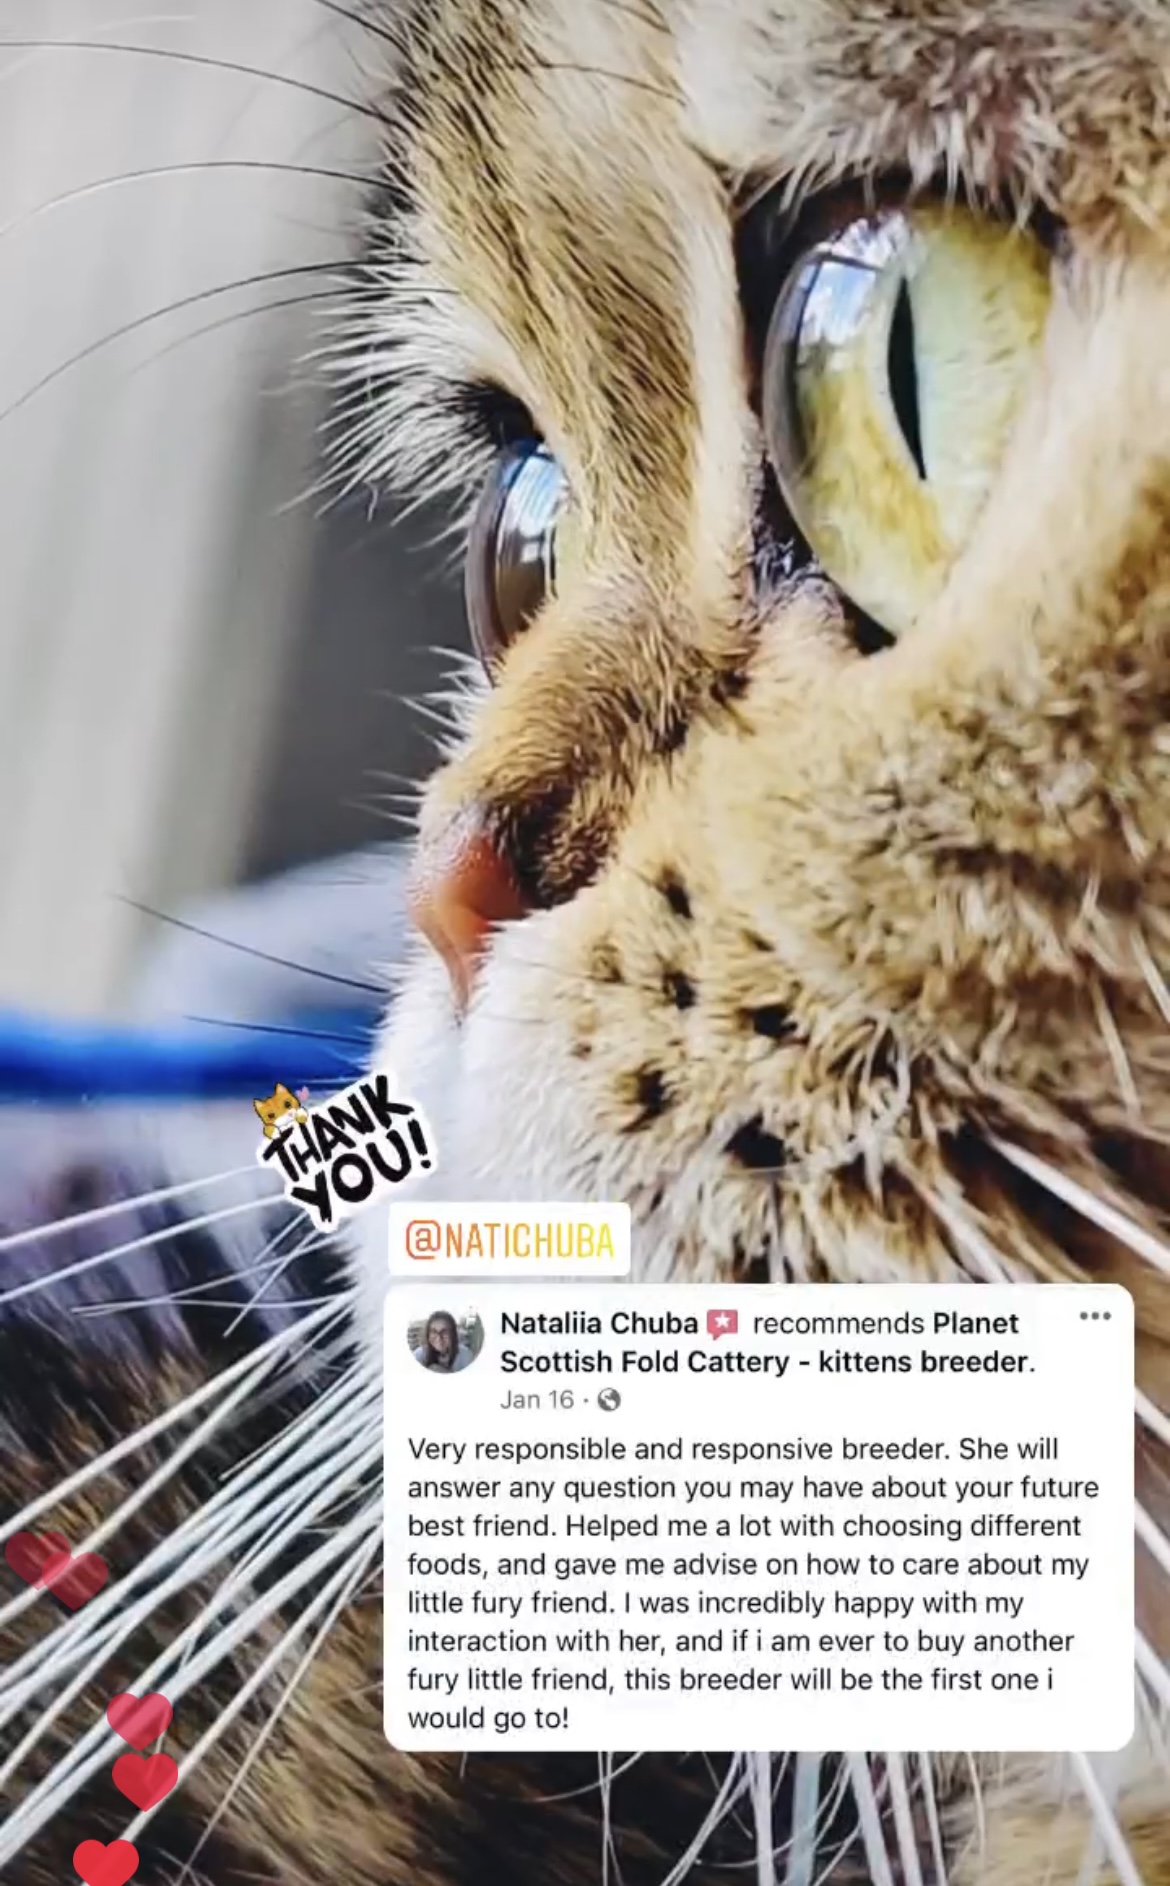 THANK
YOU!
@NATICHUBA
Nataliia Chuba recommends Planet
Scottish Fold Cattery - kittens breeder.
Jan 16 ·
Very responsible and responsive breeder. She will
answer any question you may have about your future
best friend. Helped me a lot with choosing different
foods, and gave me advise on how to care about my
little fury friend. I was incredibly happy with my
interaction with her, and if i am ever to buy another
fury little friend, this breeder will be the first one i
would go to!